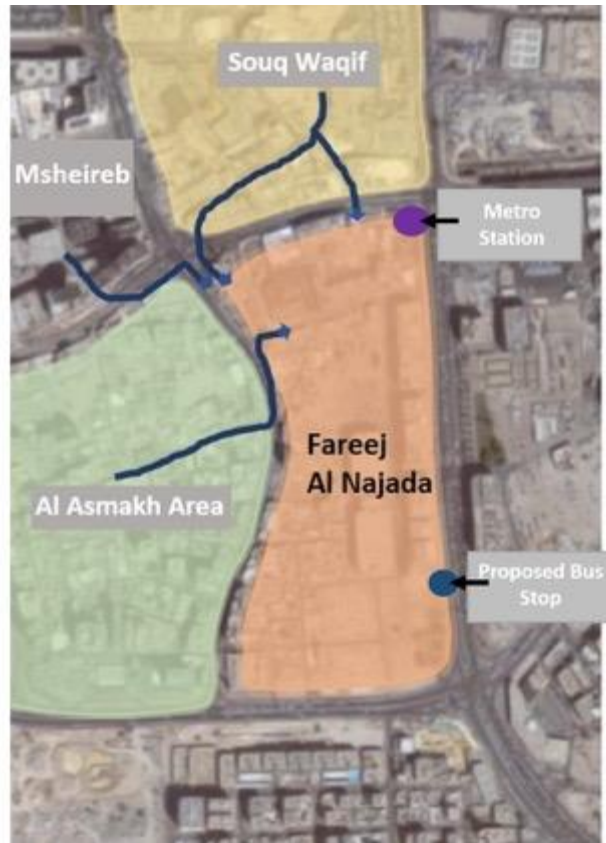 Souq Waqif
Msheireb
Metro
Station
Fareej
Al Najada
Al Asmakh Area
Proposed Bus
Stop